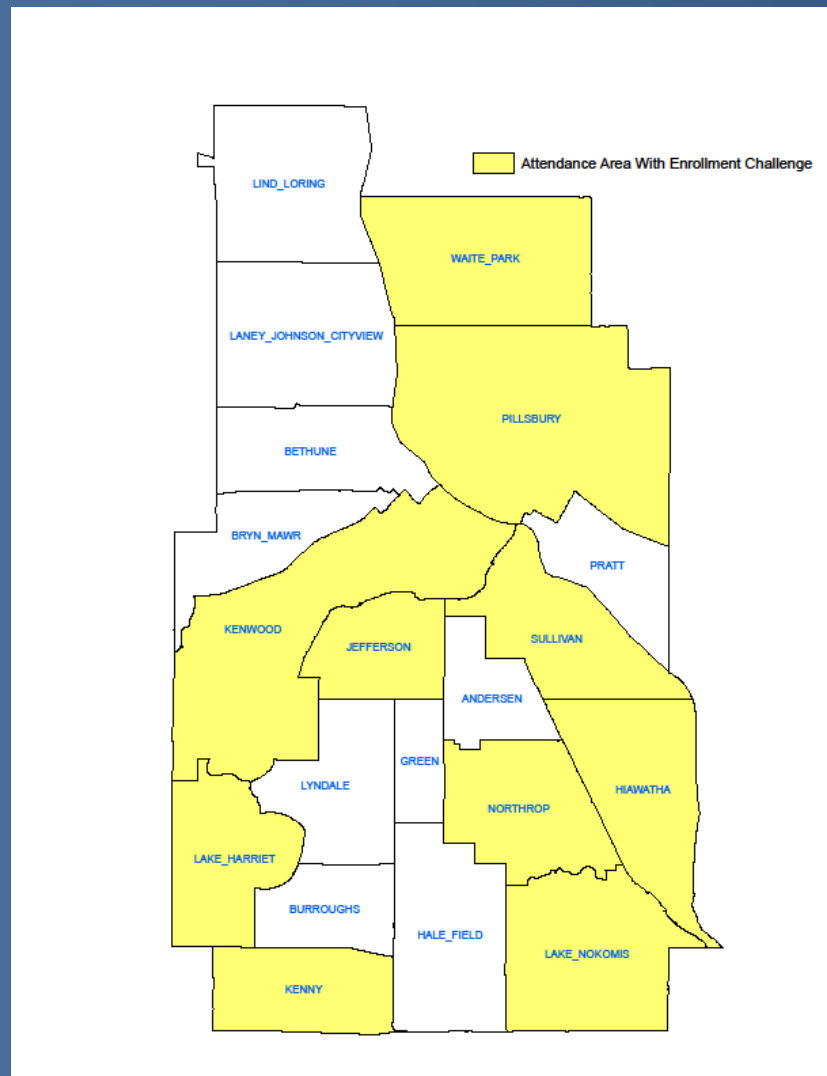 LIND_LORING
Attendance Area With Enrollment Challenge
WAITE_PARK
LANEY_JOHNSON_CITYVIEW
PILLSBURY
BETHUNE
BRYN_MAWR
PRATT
KENWOOD
SULLIVAN
JEFFERSON
ANDERSEN
GREEN
LYNDALE
HIAWATHA
NORTHROP
LAKE_HARRIET
BURROUGHS
HALE_FIELD
LAKE_NOKOMIS
KENNY